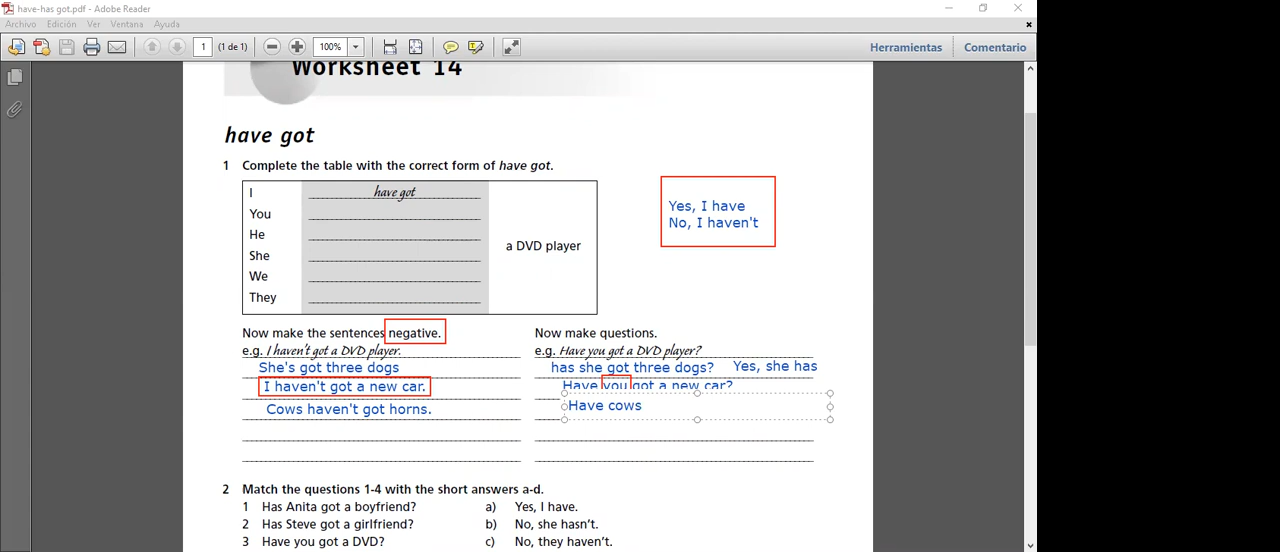 have-has got.pdf - Adobe Reader
Archivo Edición Ver Ventana Ayuda
1 (1 de 1) 100% Herramientas Comentario
Worksheet 14
have got
1 Complete the table with the correct form of have got.
I have got
You
He
She
We
They
a DVD player
Yes, I have
No, I haven't
Now make the sentences negative.
e.g. I haven't got a DVD player.
She's got three dogs
I haven't got a new car.
Cows haven't got horns.
Now make questions.
e.g. Have you got a DVD player?
has she got three dogs? Yes, she has
Have you got a new car?
Have cows
2 Match the questions 1-4 with the short answers a-d.
1 Has Anita got a boyfriend? a) Yes, I have.
2 Has Steve got a girlfriend? b) No, she hasn't.
3 Have you got a DVD? c) No, they haven't.